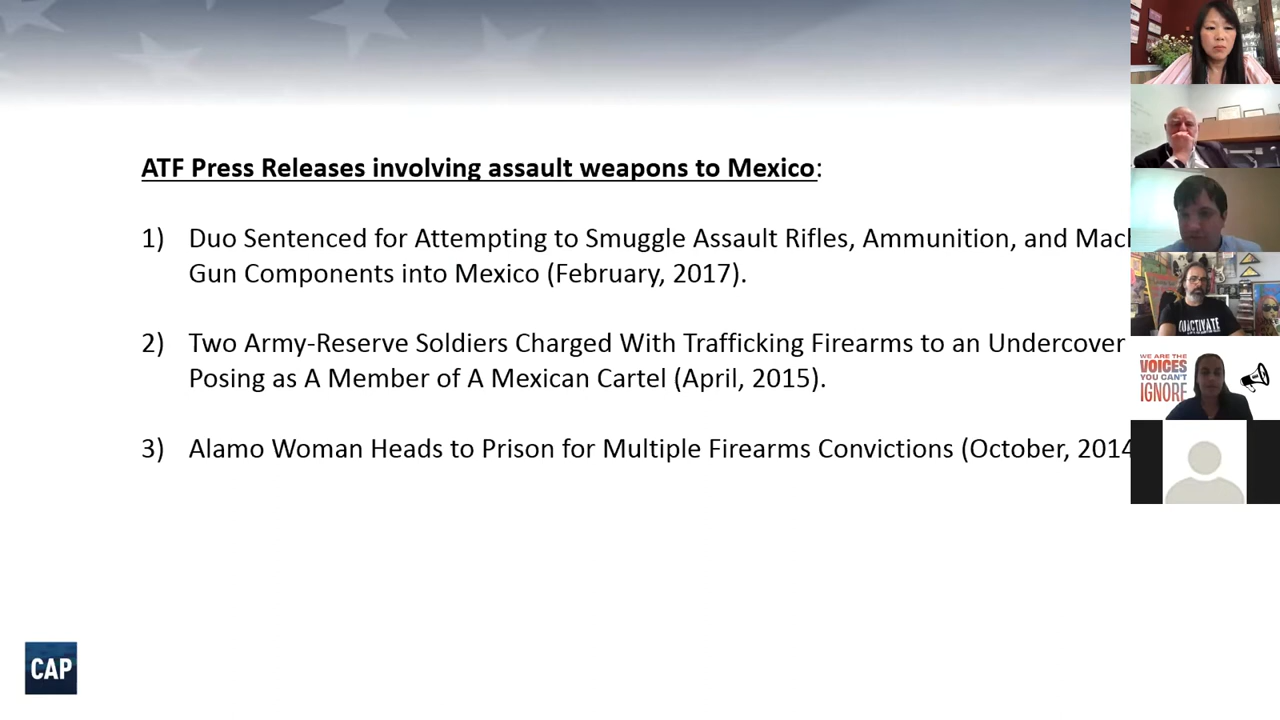 ATF Press Releases involving assault weapons to Mexico:
1) Duo Sentenced for Attempting to Smuggle Assault Rifles, Ammunition, and
Gun Components into Mexico (February, 2017).
2) Two Army-Reserve Soldiers Charged With Trafficking Firearms to an Undercover
Posing as A Member of A Mexican Cartel (April, 2015).
3) Alamo Woman Heads to Prison for Multiple Firearms Convictions (October, 2014
WE ARE THE
VOICES
YOU CAN'T
IGNORE
CAP